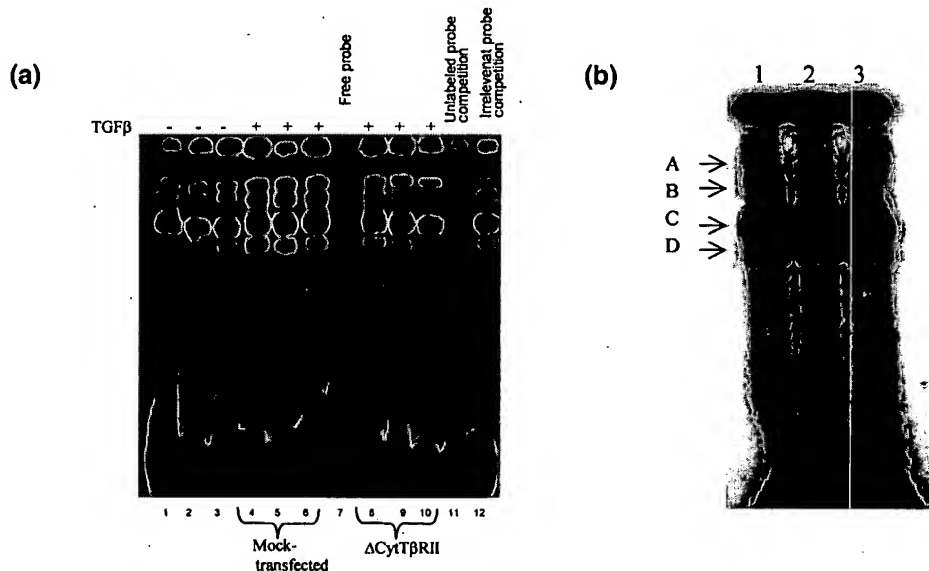 (a)
Free probe
Unlabeled probe
competition
Irrelevenat probe
competition
TGFβ - - - + + + + + +
1 2 3 4 5 6 7 8 9 10 11 12
Mock-
transfected
ΔCytTβRII
(b)
1 2 3
A
B
C
D